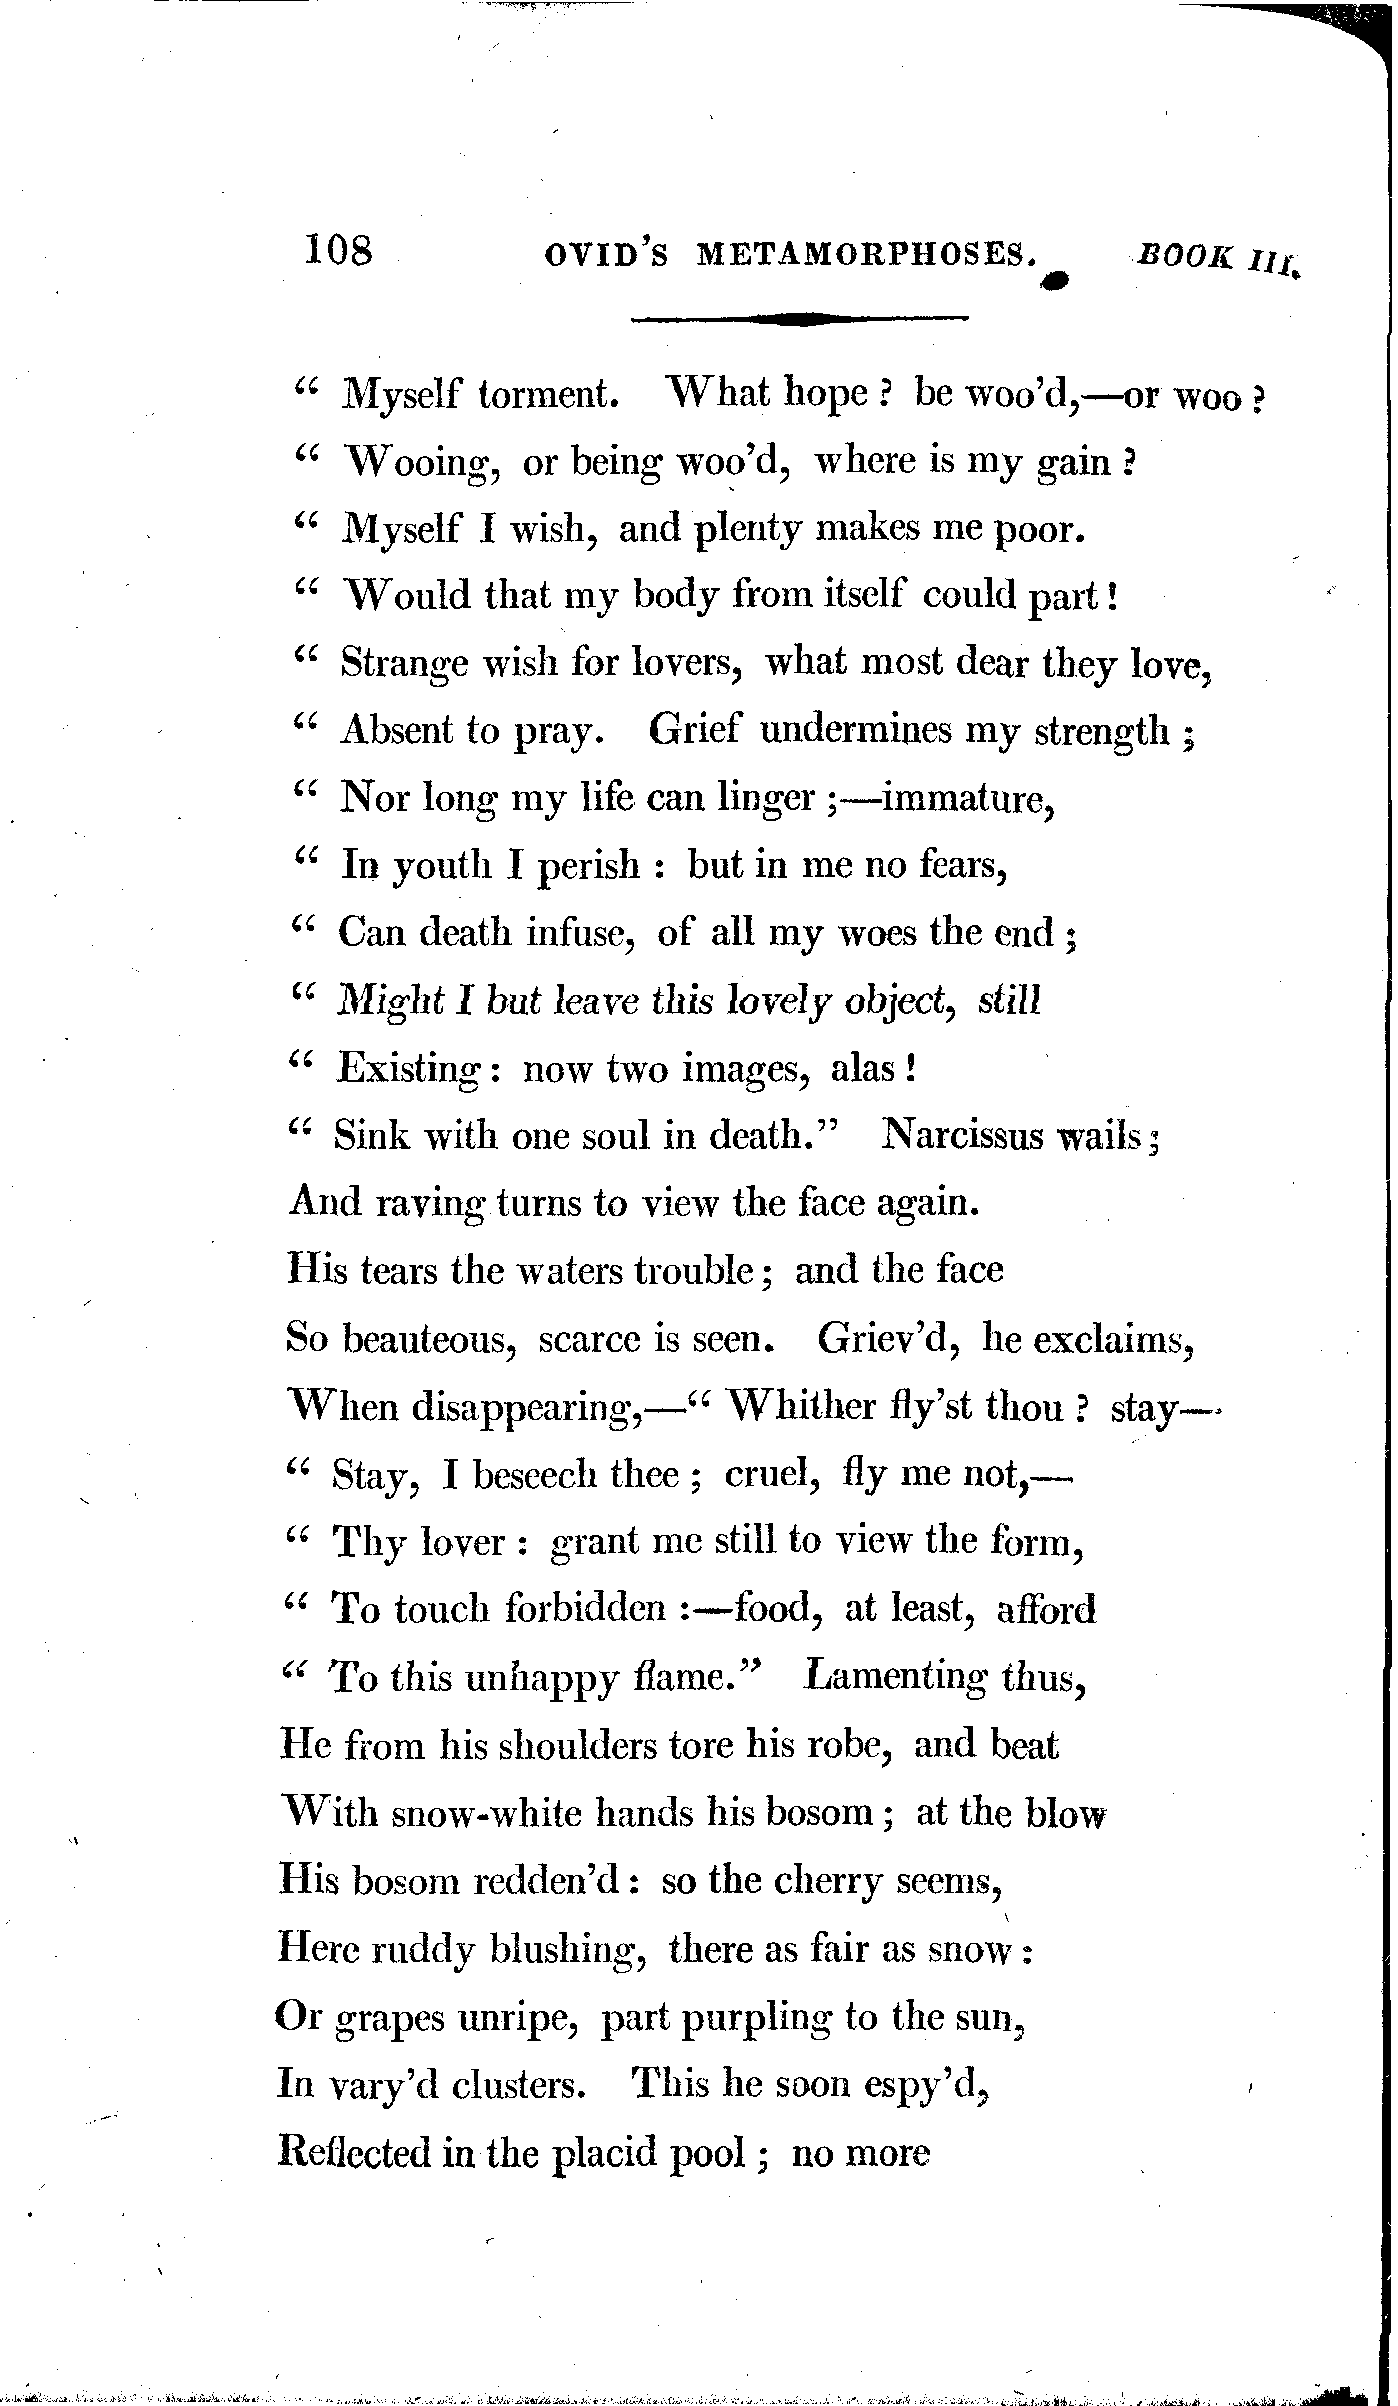 108 OVID'S METAMORPHOSES. BOOK III.
“ Myself torment. What hope ? be woo'd,—or woo ?
“ Wooing, or being woo'd, where is my gain ?
“ Myself I wish, and plenty makes me poor.
“ Would that my body from itself could part !
“ Strange wish for lovers, what most dear they love,
“ Absent to pray. Grief undermines my strength ;
“ Nor long my life can linger ;—immature,
“ In youth I perish : but in me no fears,
“ Can death infuse, of all my woes the end ;
“ Might I but leave this lovely object, still
“ Existing : now two images, alas !
“ Sink with one soul in death.” Narcissus wails ;
And raving turns to view the face again.
His tears the waters trouble ; and the face
So beauteous, scarce is seen. Griev'd, he exclaims,
When disappearing,—“ Whither fly'st thou ? stay—
“ Stay, I beseech thee ; cruel, fly me not,—
“ Thy lover : grant me still to view the form,
“ To touch forbidden :—food, at least, afford
“ To this unhappy flame.” Lamenting thus,
He from his shoulders tore his robe, and beat
With snow-white hands his bosom ; at the blow
His bosom redden'd : so the cherry seems,
Here ruddy blushing, there as fair as snow :
Or grapes unripe, part purpling to the sun,
In vary'd clusters. This he soon espy'd,
Reflected in the placid pool ; no more